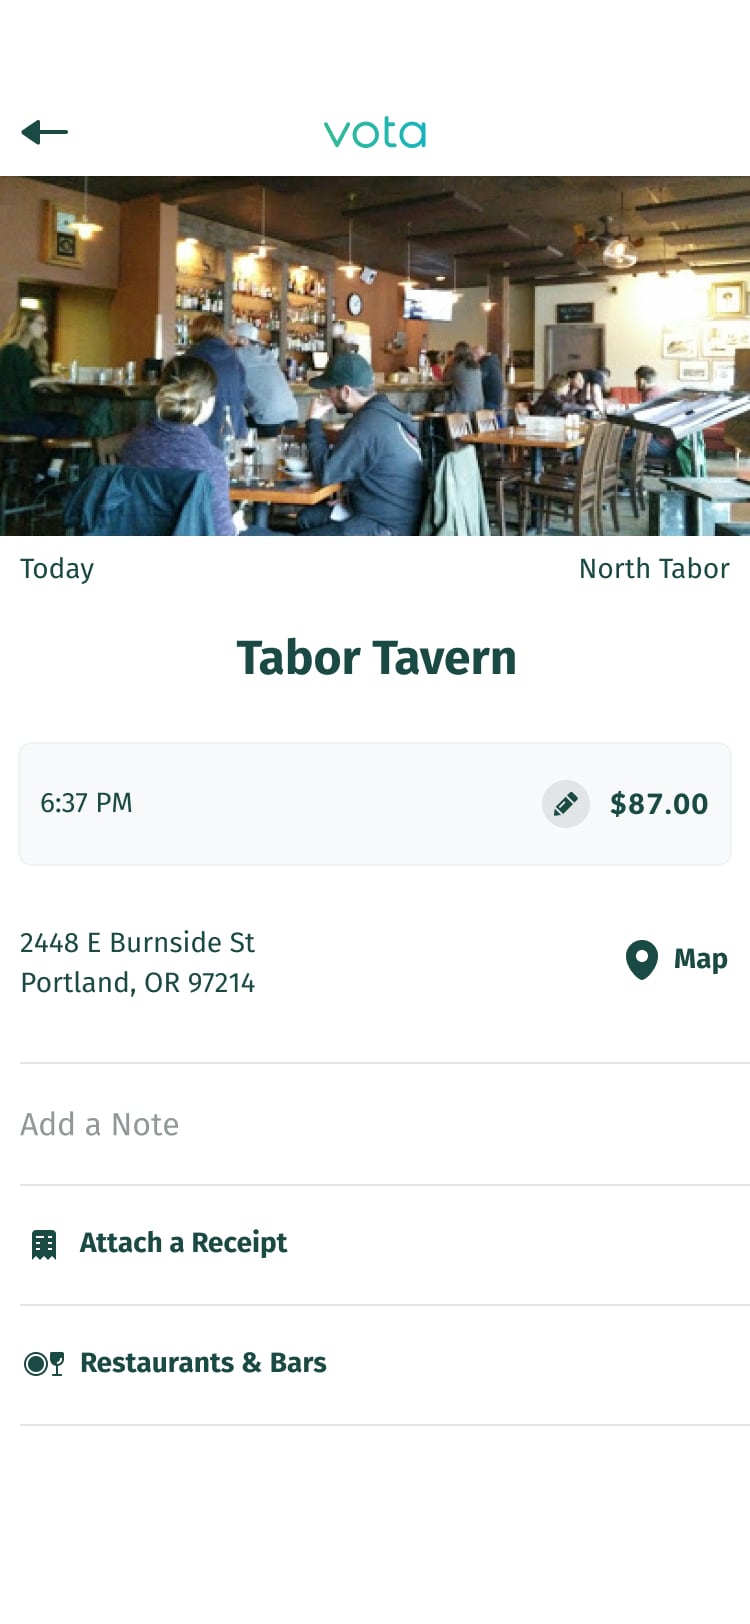 vota
Today
North Tabor
Tabor Tavern
6:37 PM
$87.00
2448 E Burnside St
Portland, OR 97214
Map
Add a Note
Attach a Receipt
Restaurants & Bars